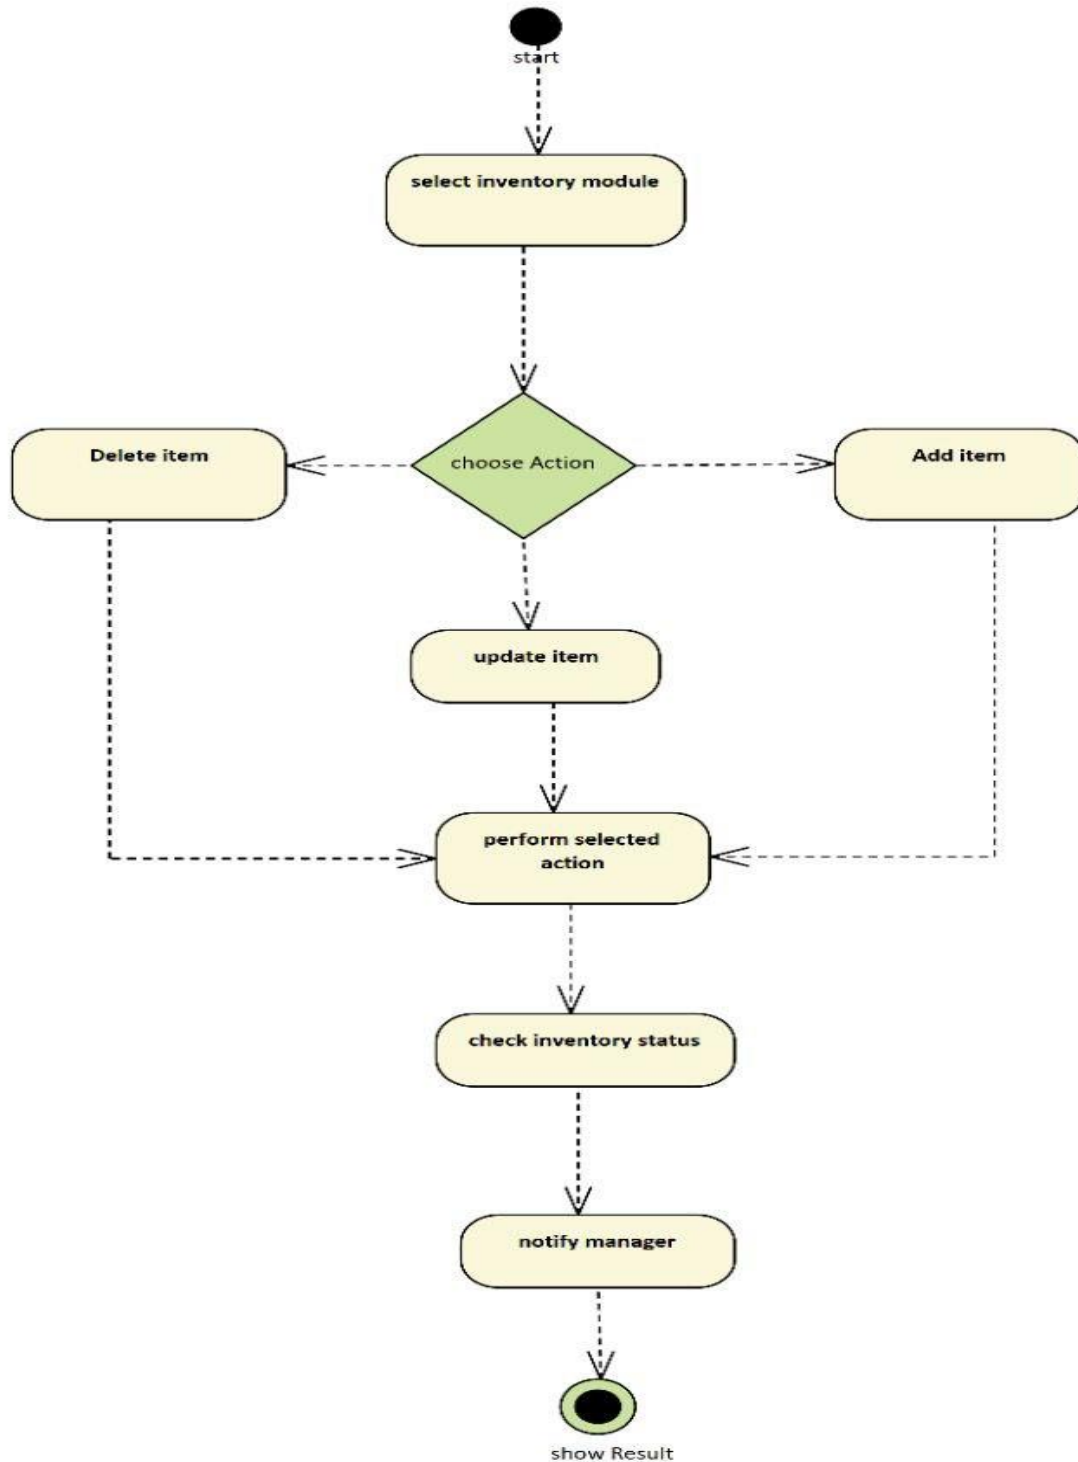 start
select inventory module
Delete item
choose Action
Add item
update item
perform selected
action
check inventory status
notify manager
show Result